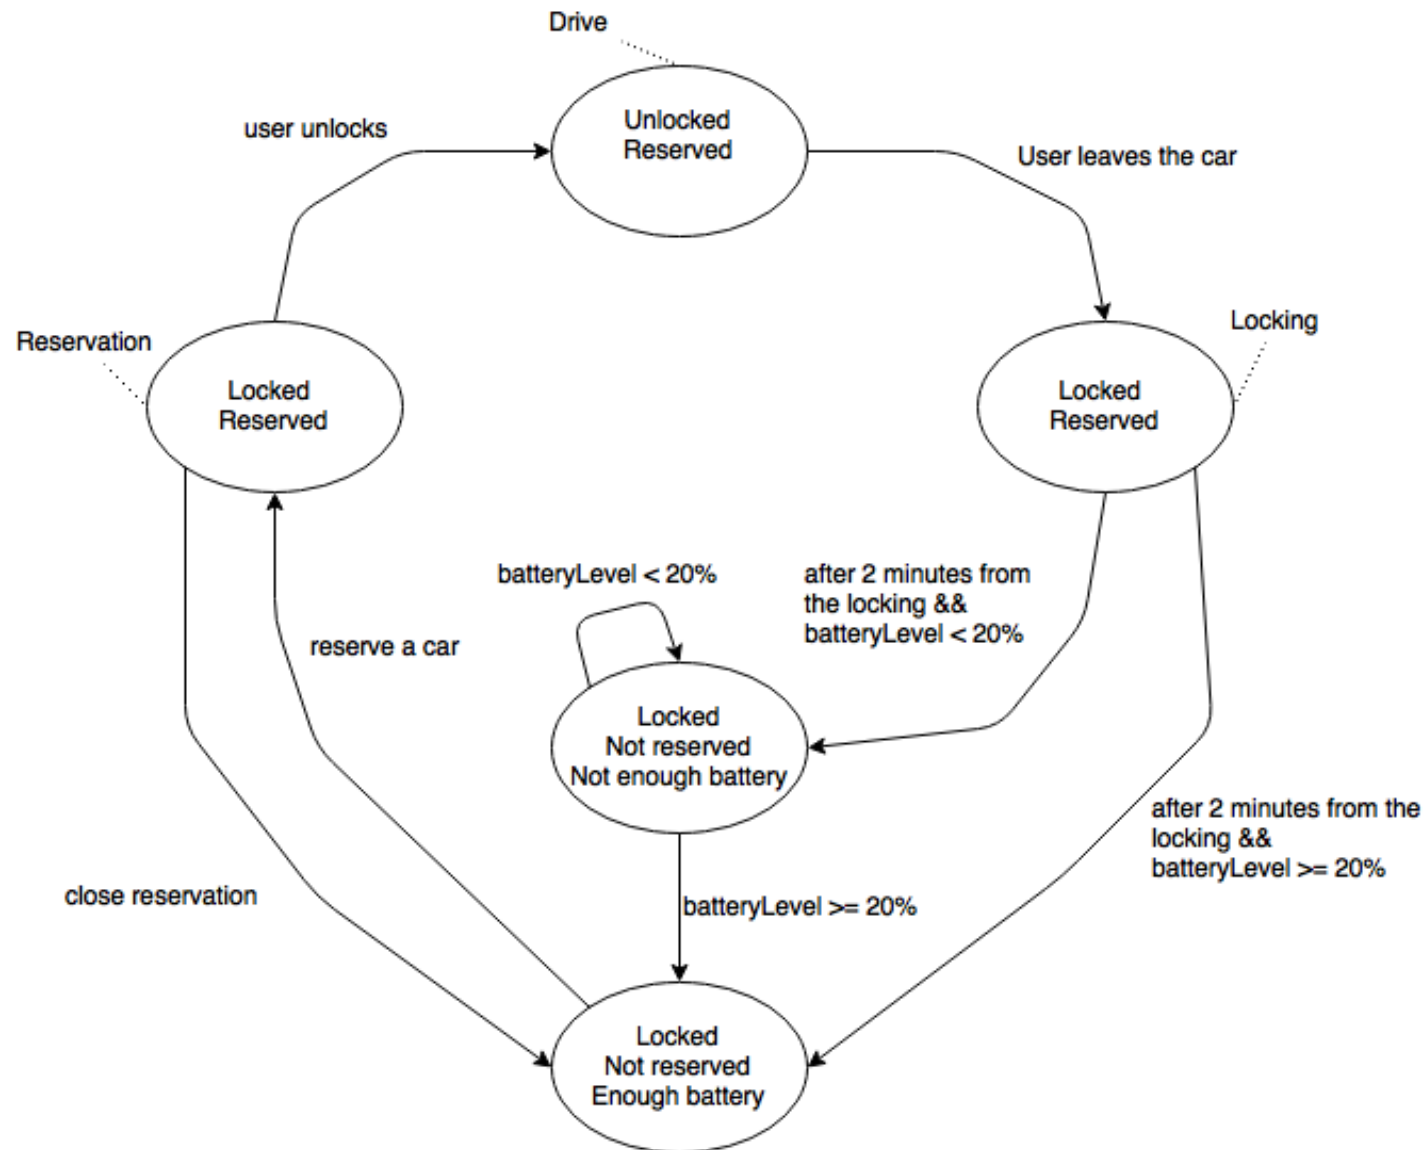 Drive
Unlocked
Reserved
user unlocks
User leaves the car
Reservation
Locked
Reserved
Locking
Locked
Reserved
batteryLevel < 20%
after 2 minutes from
the locking &&
batteryLevel < 20%
reserve a car
Locked
Not reserved
Not enough battery
after 2 minutes from the
locking &&
batteryLevel >= 20%
close reservation
batteryLevel >= 20%
Locked
Not reserved
Enough battery